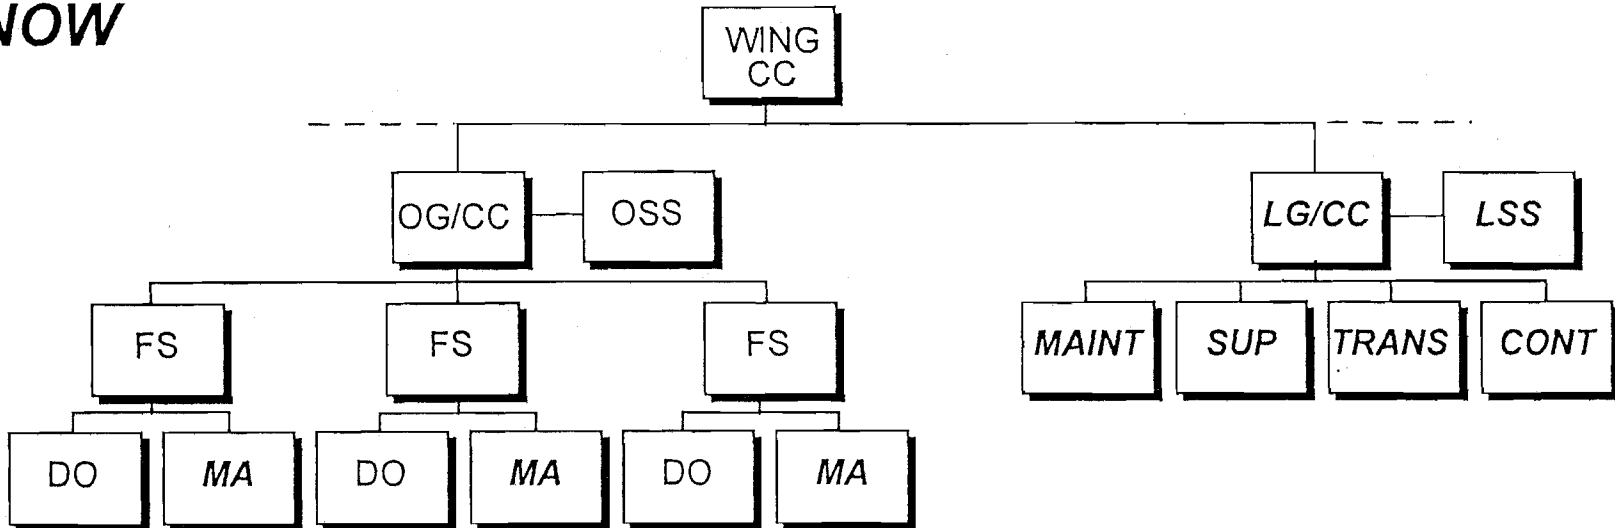 NOW
WING
CC
OG/CC
OSS
LG/CC
LSS
FS
FS
FS
MAINT
SUP
TRANS
CONT
DO
MA
DO
MA
DO
MA